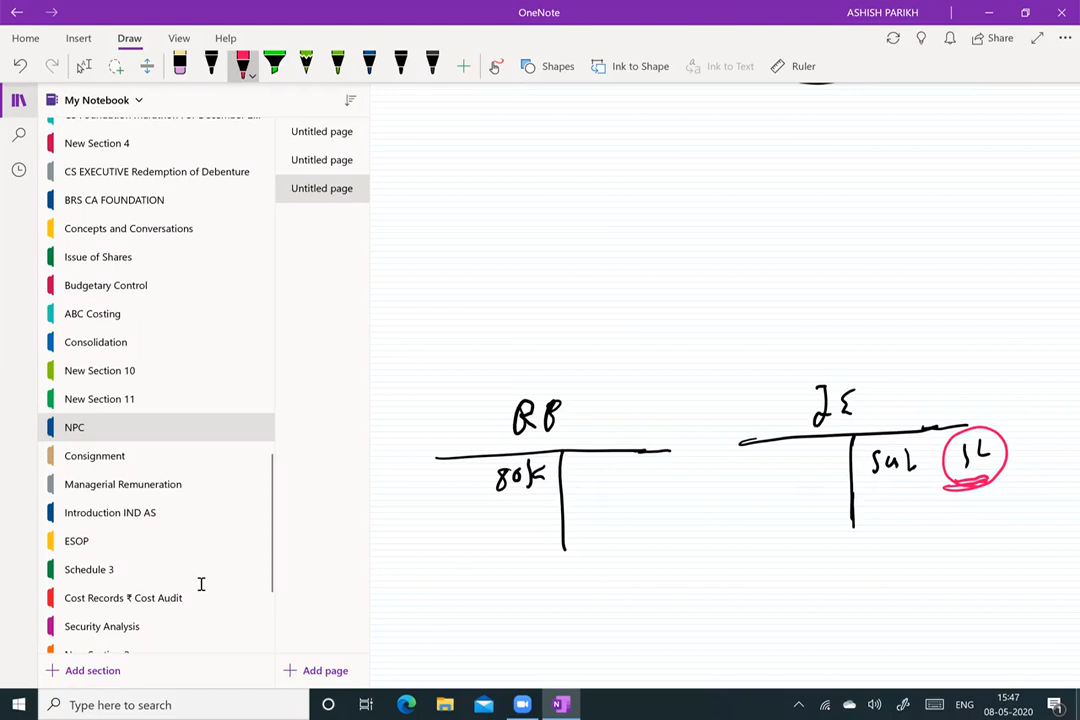 OneNote
ASHISH PARIKH
Home
Insert
Draw
View
Help
Share
Shapes
Ink to Shape
Ink to Text
Ruler
My Notebook
New Section 4
CS EXECUTIVE Redemption of Debenture
BRS CA FOUNDATION
Concepts and Conversations
Issue of Shares
Budgetary Control
ABC Costing
Consolidation
New Section 10
New Section 11
NPC
Consignment
Managerial Remuneration
Introduction IND AS
ESOP
Schedule 3
Cost Records ₹ Cost Audit
Security Analysis
Add section
Untitled page
Untitled page
Untitled page
Add page
80k
Sal
Type here to search
ENG
15:47
08-05-2020